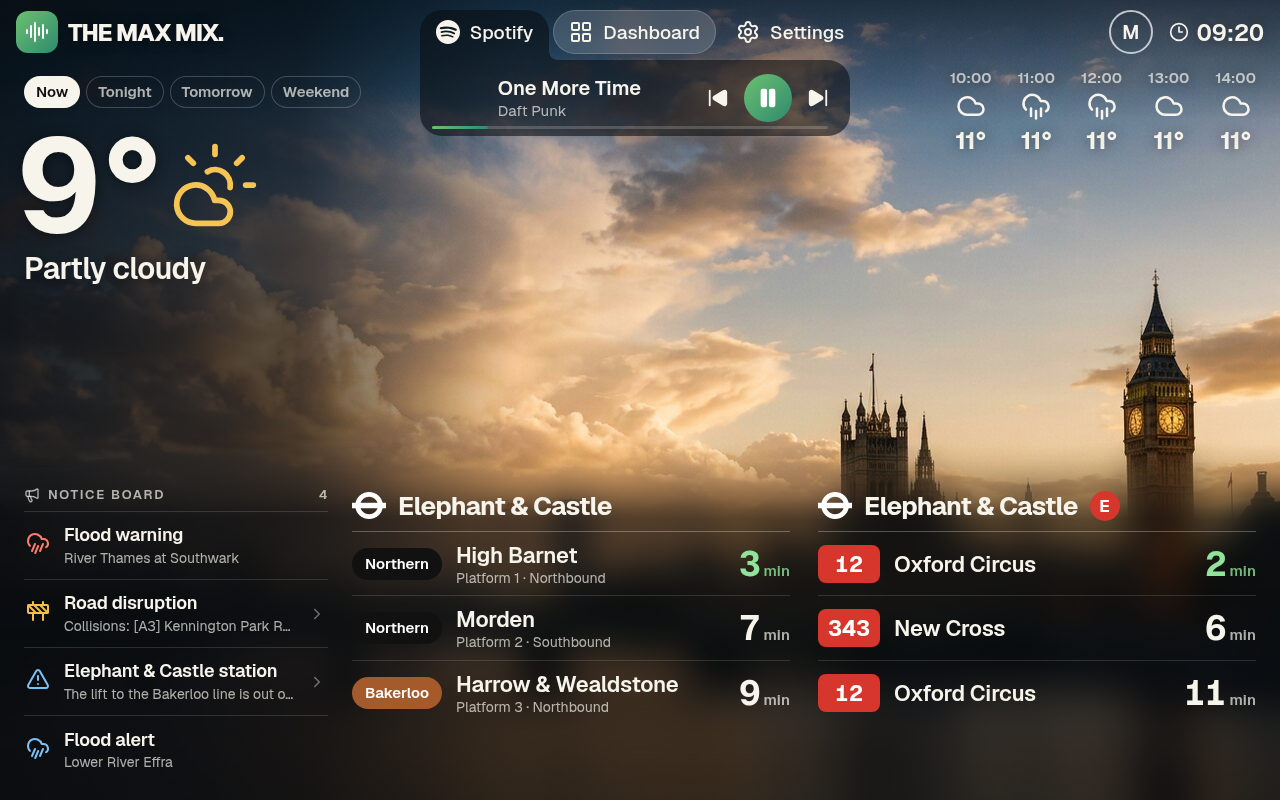 THE MAX MIX.
Spotify
Dashboard
Settings
M
09:20
Now
Tonight
Tomorrow
Weekend
One More Time
Daft Punk
10:00 11:00 12:00 13:00 14:00
11° 11° 11° 11° 11°
9°
Partly cloudy
NOTICE BOARD 4
Flood warning
River Thames at Southwark
Road disruption
Collisions: [A3] Kennington Park R...
Elephant & Castle station
The lift to the Bakerloo line is out o...
Flood alert
Lower River Effra
Elephant & Castle
Northern High Barnet 3 min
Platform 1 · Northbound
Northern Morden 7 min
Platform 2 · Southbound
Bakerloo Harrow & Wealdstone 9 min
Platform 3 · Northbound
Elephant & Castle E
12 Oxford Circus 2 min
343 New Cross 6 min
12 Oxford Circus 11 min